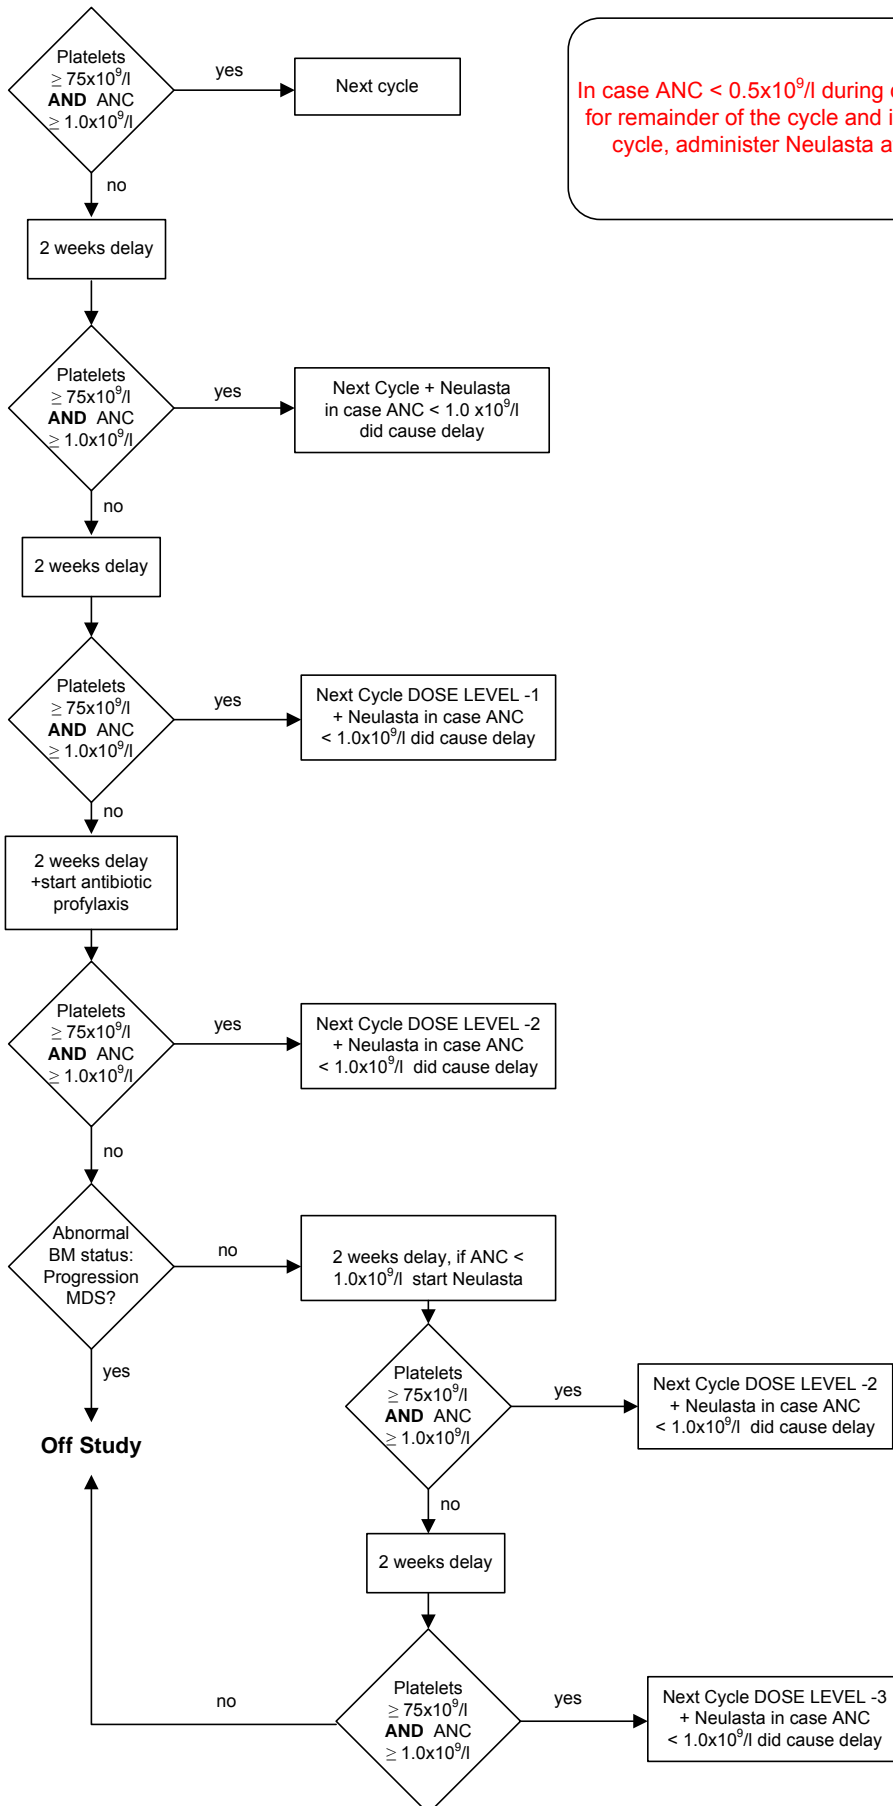 Platelets
≥ 75x10⁹/l
AND ANC
≥ 1.0x10⁹/l
yes
Next cycle
In case ANC < 0.5x10⁹/l during
for remainder of the cycle and
cycle, administer Neulasta
no
2 weeks delay
Platelets
≥ 75x10⁹/l
AND ANC
≥ 1.0x10⁹/l
yes
Next Cycle + Neulasta
in case ANC < 1.0 x10⁹/l
did cause delay
no
2 weeks delay
Platelets
≥ 75x10⁹/l
AND ANC
≥ 1.0x10⁹/l
yes
Next Cycle DOSE LEVEL -1
+ Neulasta in case ANC
< 1.0x10⁹/l did cause delay
no
2 weeks delay
+start antibiotic
profylaxis
Platelets
≥ 75x10⁹/l
AND ANC
≥ 1.0x10⁹/l
yes
Next Cycle DOSE LEVEL -2
+ Neulasta in case ANC
< 1.0x10⁹/l did cause delay
no
Abnormal
BM status:
Progression
MDS?
no
2 weeks delay, if ANC <
1.0x10⁹/l start Neulasta
yes
Off Study
Platelets
≥ 75x10⁹/l
AND ANC
≥ 1.0x10⁹/l
yes
Next Cycle DOSE LEVEL -2
+ Neulasta in case ANC
< 1.0x10⁹/l did cause delay
no
2 weeks delay
Platelets
≥ 75x10⁹/l
AND ANC
≥ 1.0x10⁹/l
no
yes
Next Cycle DOSE LEVEL -3
+ Neulasta in case ANC
< 1.0x10⁹/l did cause delay